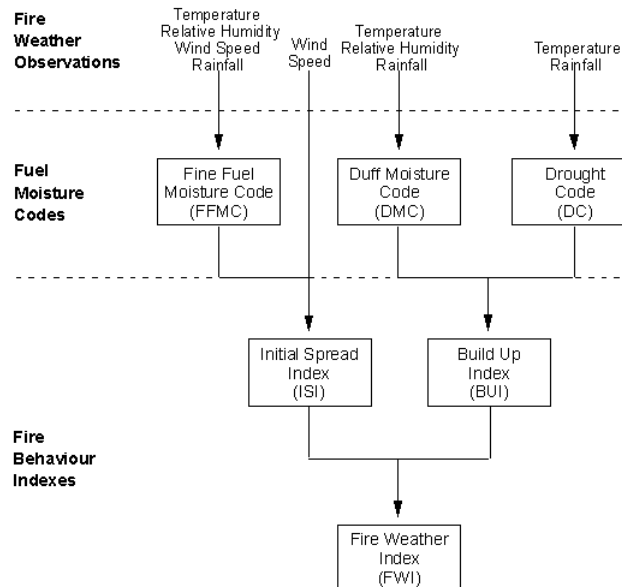 Fire
Weather
Observations
Temperature
Relative Humidity
Wind Speed
Rainfall
Wind
Speed
Temperature
Relative Humidity
Rainfall
Temperature
Rainfall
Fuel
Moisture
Codes
Fine Fuel
Moisture Code
(FFMC)
Duff Moisture
Code
(DMC)
Drought
Code
(DC)
Fire
Behaviour
Indexes
Initial Spread
Index
(ISI)
Build Up
Index
(BUI)
Fire Weather
Index
(FWI)